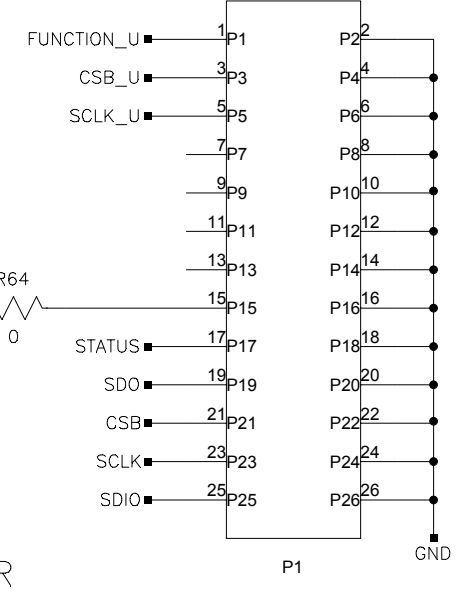 FUNCTION_U 1 P1 P2 2
CSB_U 3 P3 P4 4
SCLK_U 5 P5 P6 6
7 P7 P8 8
9 P9 P10 10
11 P11 P12 12
13 P13 P14 14
R64
15 P15 P16 16
0
STATUS 17 P17 P18 18
SDO 19 P19 P20 20
CSB 21 P21 P22 22
SCLK 23 P23 P24 24
SDIO 25 P25 P26 26
GND
P1
R